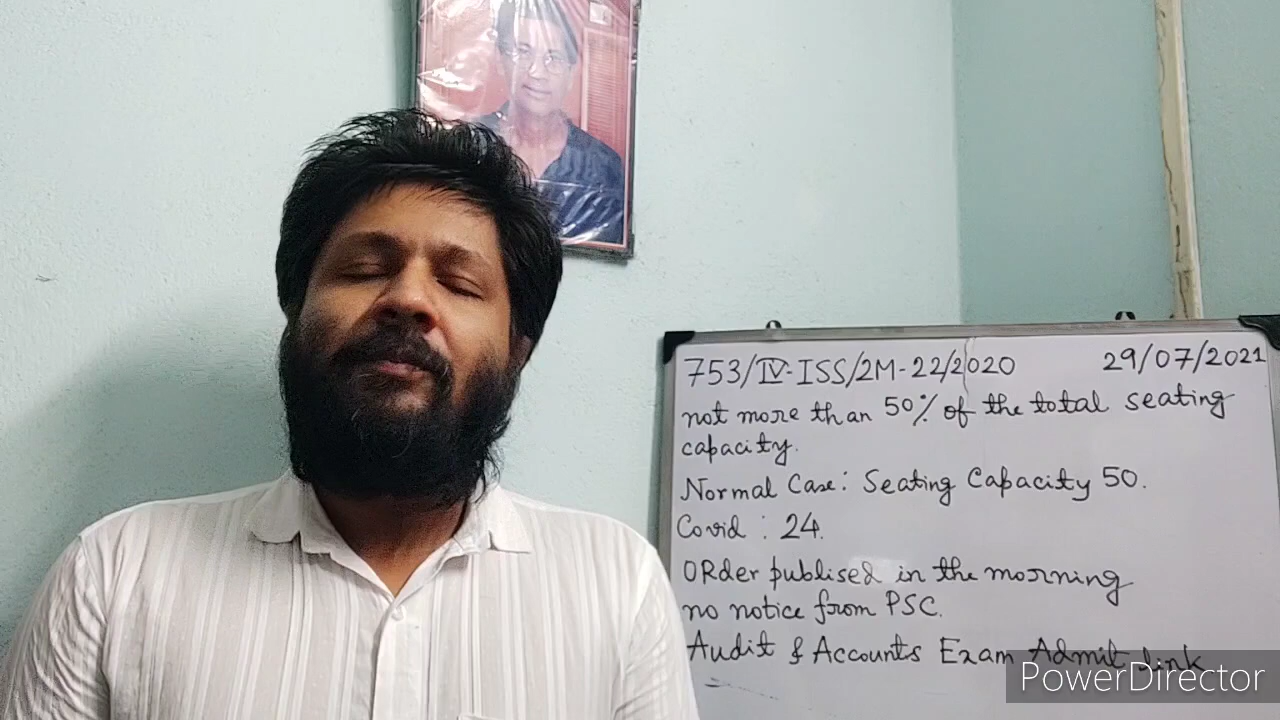 753/IV-ISS/2M-22/2020 29/07/2021
not more than 50% of the total seating
capacity.
Normal Case: Seating Capacity 50.
Covid : 24.
ORder publised in the morning
no notice from PSC.
Audit & Accounts Exam Admit link
PowerDirector